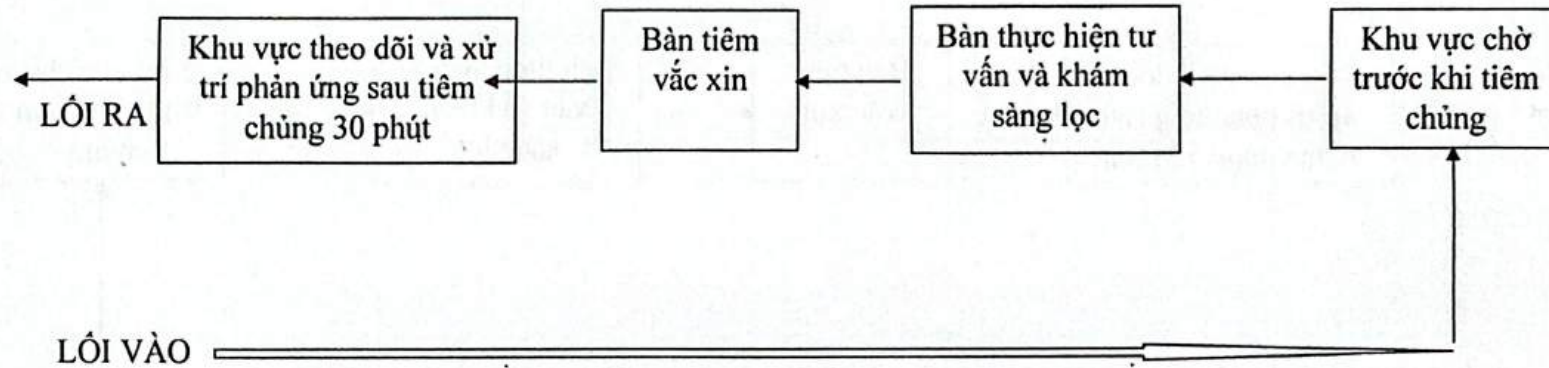 Khu vực theo dõi và xử
trí phản ứng sau tiêm
chủng 30 phút
Bàn tiêm
vắc xin
Bàn thực hiện tư
vấn và khám
sàng lọc
Khu vực chờ
trước khi tiêm
chủng
LỐI RA
LỐI VÀO